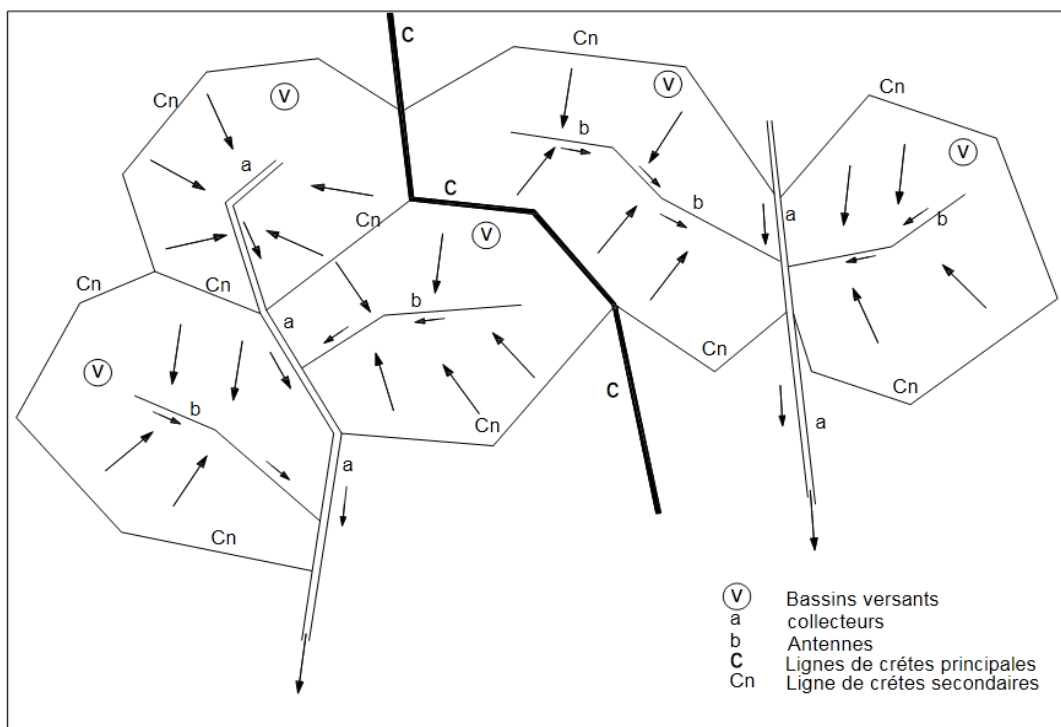 C
Cn
V
Cn
V
Cn
b
V
a
C
b
a
Cn
b
V
Cn
Cn
b
a
Cn
V
Cn
C
b
a
Cn
a
Cn
V Bassins versants
a collecteurs
b Antennes
C Lignes de crétes principales
Cn Ligne de crétes secondaires